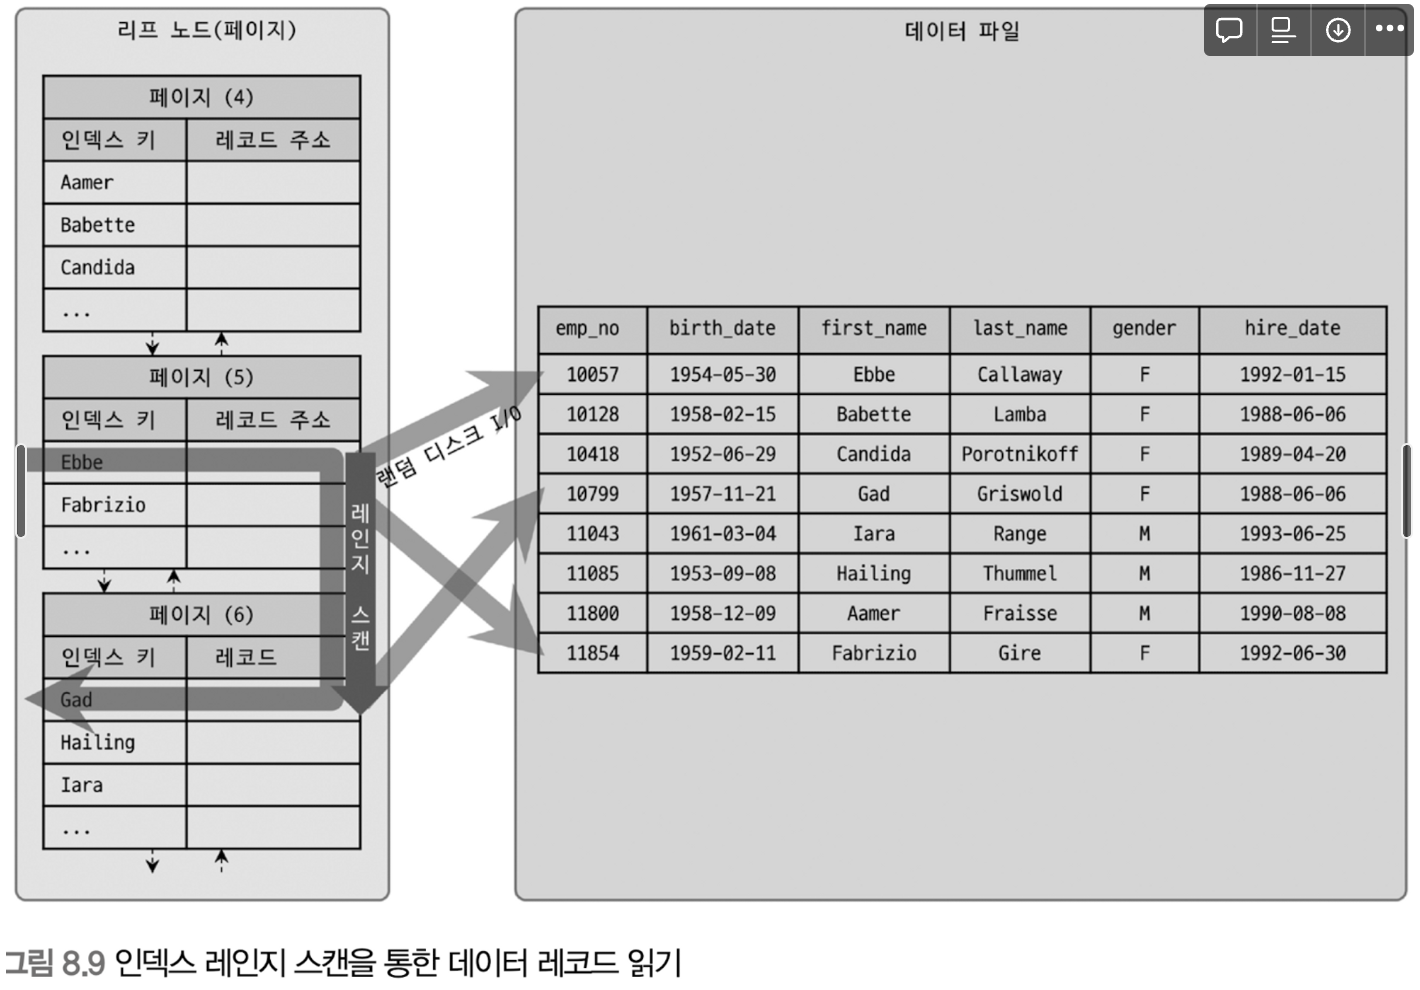 리프 노드(페이지)
페이지 (4)
인덱스 키 레코드 주소
Aamer
Babette
Candida
...
페이지 (5)
인덱스 키 레코드 주소
Ebbe
Fabrizio
...
페이지 (6)
인덱스 키 레코드
Gad
Hailing
Iara
...
레인지 스캔
랜덤 디스크 I/O
데이터 파일
emp_no birth_date first_name last_name gender hire_date
10057 1954-05-30 Ebbe Callaway F 1992-01-15
10128 1958-02-15 Babette Lamba F 1988-06-06
10418 1952-06-29 Candida Porotnikoff F 1989-04-20
10799 1957-11-21 Gad Griswold F 1988-06-06
11043 1961-03-04 Iara Range M 1993-06-25
11085 1953-09-08 Hailing Thummel M 1986-11-27
11800 1958-12-09 Aamer Fraisse M 1990-08-08
11854 1959-02-11 Fabrizio Gire F 1992-06-30
그림 8.9 인덱스 레인지 스캔을 통한 데이터 레코드 읽기